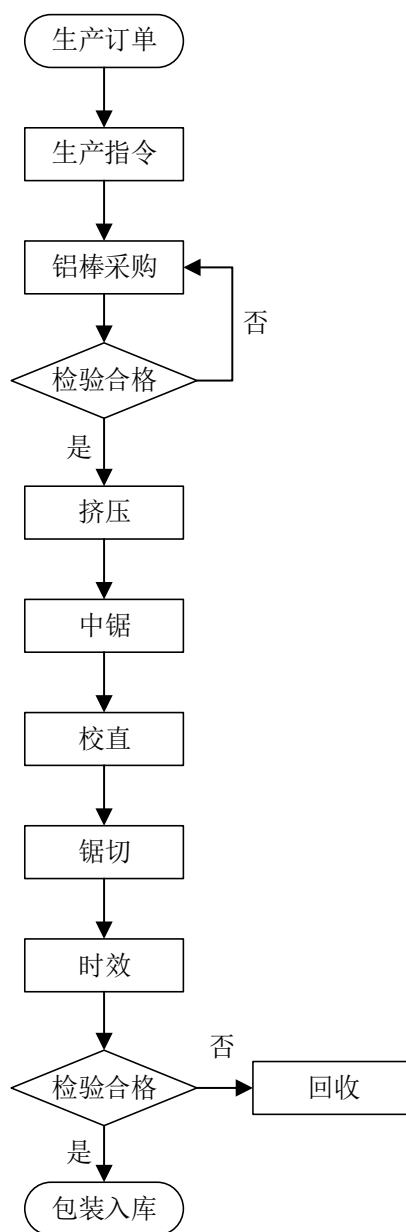 生产订单
生产指令
铝棒采购
否
检验合格
是
挤压
中锯
校直
锯切
时效
否
检验合格
回收
是
包装入库